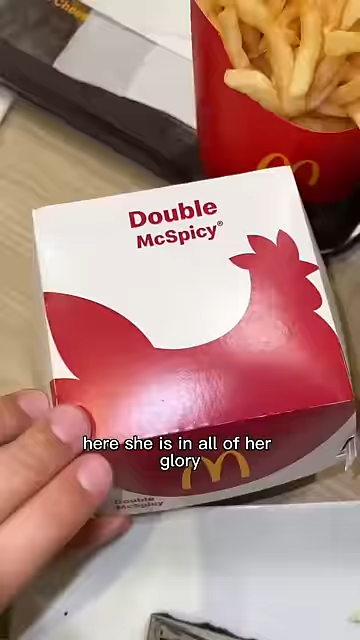 Double
McSpicy®
here she is in all of her
glory
Double
McSpicy